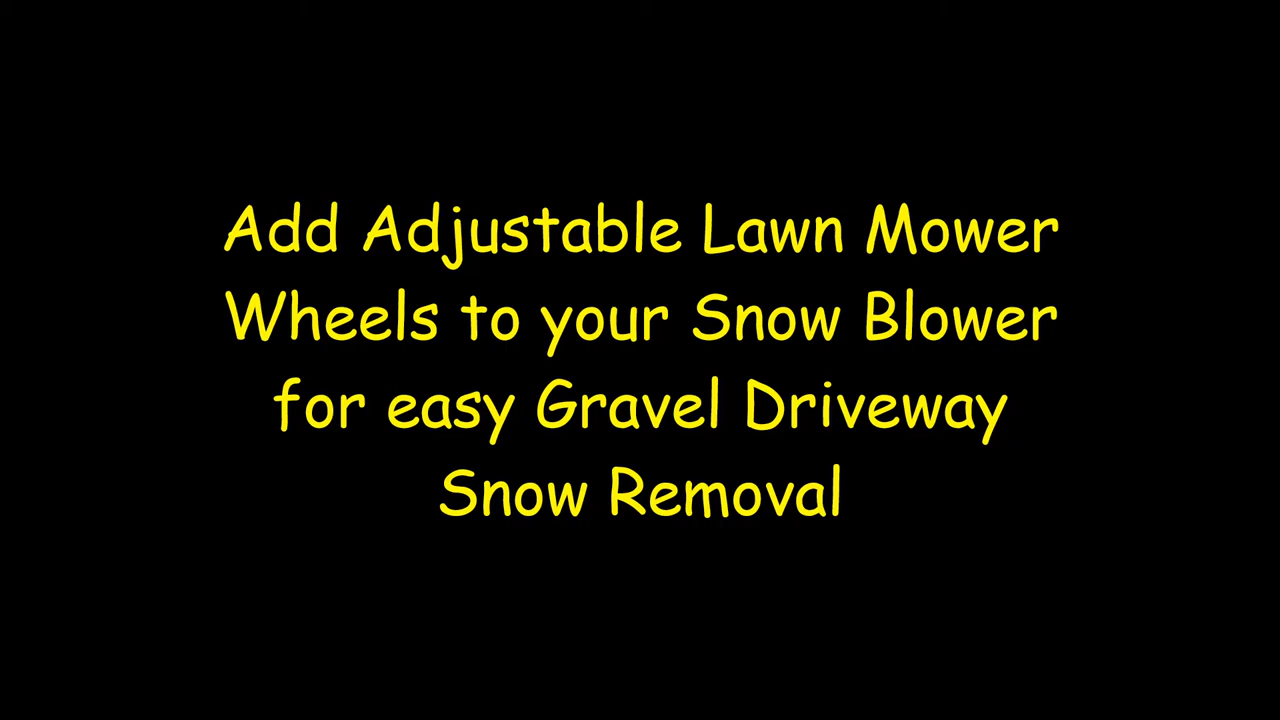 Add Adjustable Lawn Mower
Wheels to your Snow Blower
for easy Gravel Driveway
Snow Removal